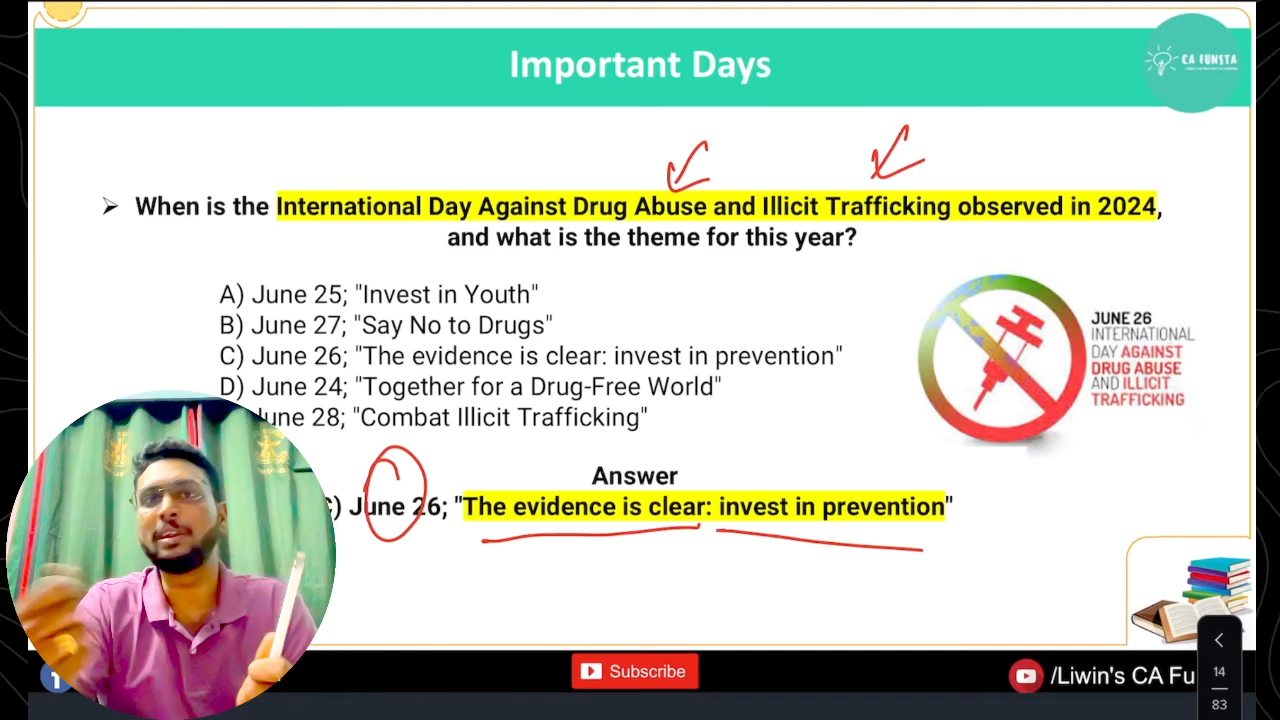 Important Days
CA FUNSTA
➢ When is the International Day Against Drug Abuse and Illicit Trafficking observed in 2024,
and what is the theme for this year?
A) June 25; "Invest in Youth"
B) June 27; "Say No to Drugs"
C) June 26; "The evidence is clear: invest in prevention"
D) June 24; "Together for a Drug-Free World"
June 28; "Combat Illicit Trafficking"
JUNE 26
INTERNATIONAL
DAY AGAINST
DRUG ABUSE
AND ILLICIT
TRAFFICKING
Answer
C) June 26; "The evidence is clear: invest in prevention"
Subscribe
/Liwin's CA Fu
14
83